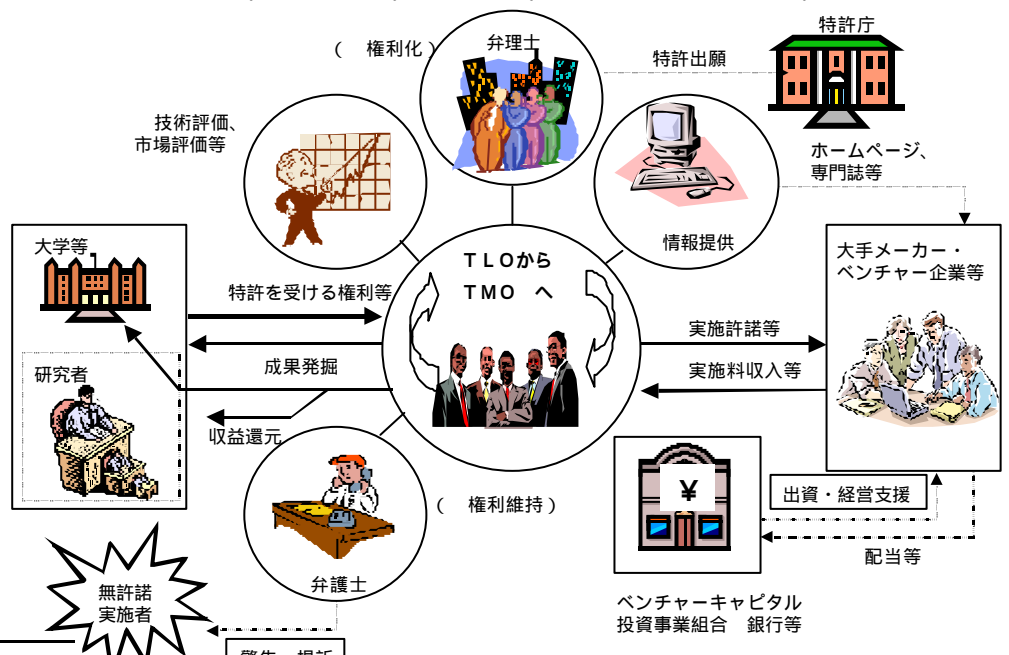 特許庁
(　権利化)
弁理士
特許出願
技術評価、
市場評価等
ホームページ、
専門誌等
情報提供
大学等
大手メーカー・
ベンチャー企業等
ＴＬＯから
ＴＭＯ　へ
特許を受ける権利等
実施許諾等
成果発掘
実施料収入等
研究者
収益還元
¥
出資・経営支援
(　権利維持)
配当等
弁護士
無許諾
実施者
ベンチャーキャピタル
投資事業組合　銀行等